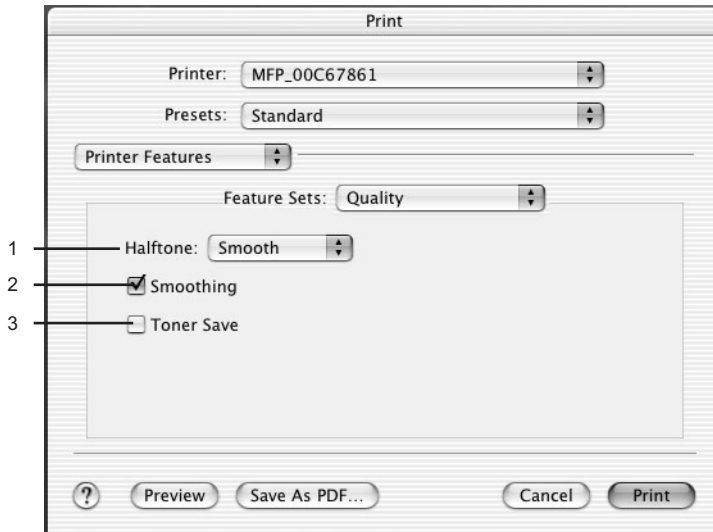 Print
Printer: MFP_00C67861
Presets: Standard
Printer Features
Feature Sets: Quality
1 Halftone: Smooth
2 Smoothing
3 Toner Save
? Preview Save As PDF... Cancel Print